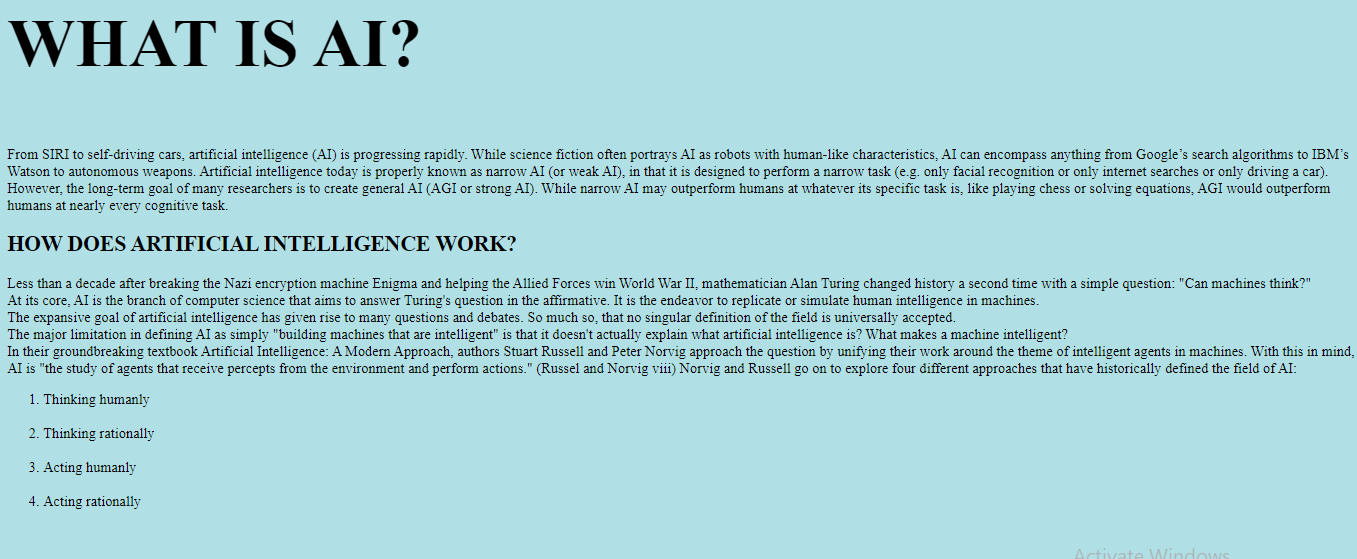 WHAT IS AI?
From SIRI to self-driving cars, artificial intelligence (AI) is progressing rapidly. While science fiction often portrays AI as robots with human-like characteristics, AI can encompass anything from Google’s search algorithms to IBM’s
Watson to autonomous weapons. Artificial intelligence today is properly known as narrow AI (or weak AI), in that it is designed to perform a narrow task (e.g. only facial recognition or only internet searches or only driving a car).
However, the long-term goal of many researchers is to create general AI (AGI or strong AI). While narrow AI may outperform humans at whatever its specific task is, like playing chess or solving equations, AGI would outperform
humans at nearly every cognitive task.
HOW DOES ARTIFICIAL INTELLIGENCE WORK?
Less than a decade after breaking the Nazi encryption machine Enigma and helping the Allied Forces win World War II, mathematician Alan Turing changed history a second time with a simple question: "Can machines think?"
At its core, AI is the branch of computer science that aims to answer Turing's question in the affirmative. It is the endeavor to replicate or simulate human intelligence in machines.
The expansive goal of artificial intelligence has given rise to many questions and debates. So much so, that no singular definition of the field is universally accepted.
The major limitation in defining AI as simply "building machines that are intelligent" is that it doesn't actually explain what artificial intelligence is? What makes a machine intelligent?
In their groundbreaking textbook Artificial Intelligence: A Modern Approach, authors Stuart Russell and Peter Norvig approach the question by unifying their work around the theme of intelligent agents in machines. With this in mind,
AI is "the study of agents that receive percepts from the environment and perform actions." (Russel and Norvig viii) Norvig and Russell go on to explore four different approaches that have historically defined the field of AI:
1. Thinking humanly
2. Thinking rationally
3. Acting humanly
4. Acting rationally
Activate Windows